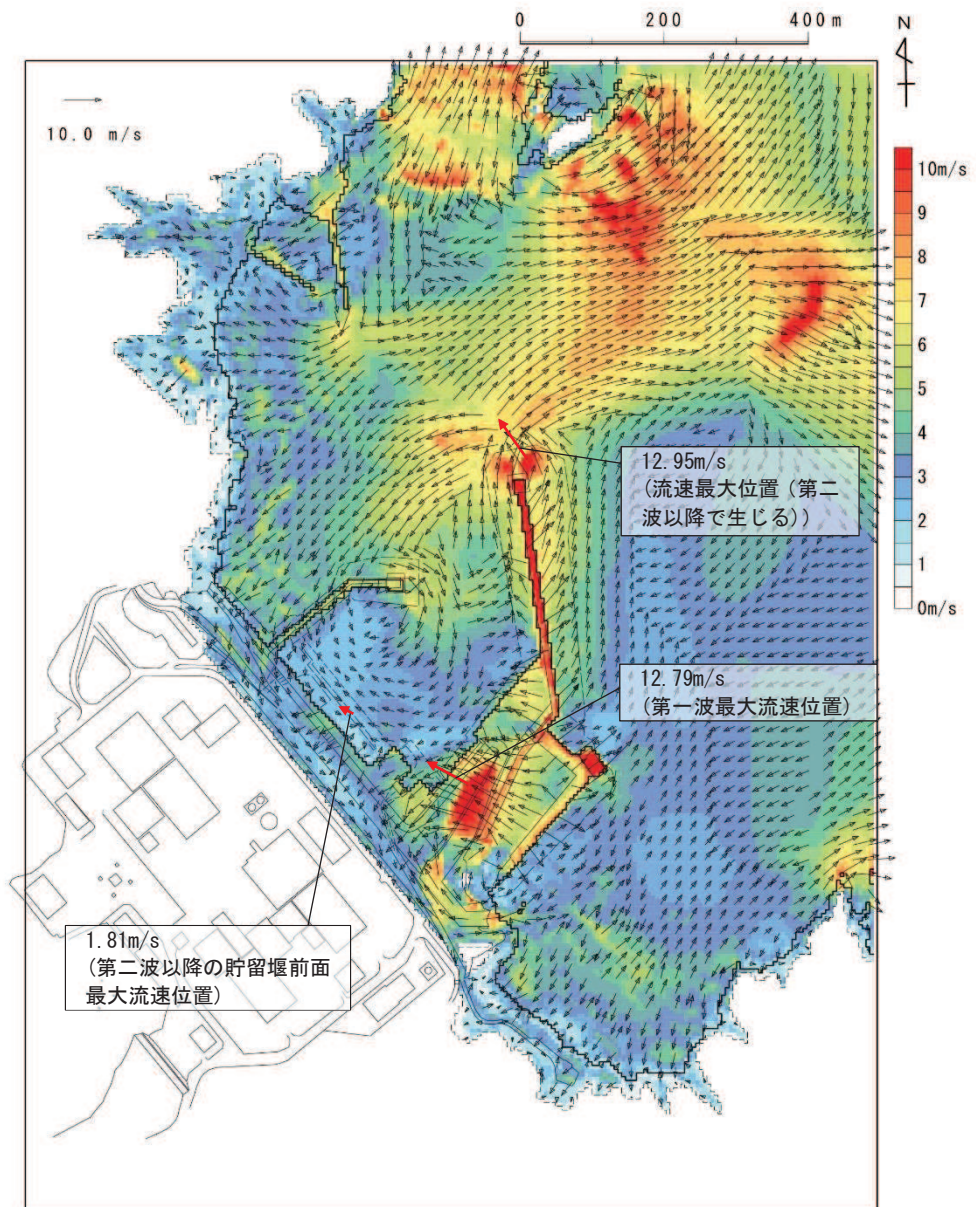 0 200 400m
N
10.0 m/s
10m/s
9
8
7
6
5
4
3
2
1
0m/s
12.95m/s
(流速最大位置(第二
波以降で生じる))
12.79m/s
(第一波最大流速位置)
1.81m/s
(第二波以降の貯留堰前面
最大流速位置)